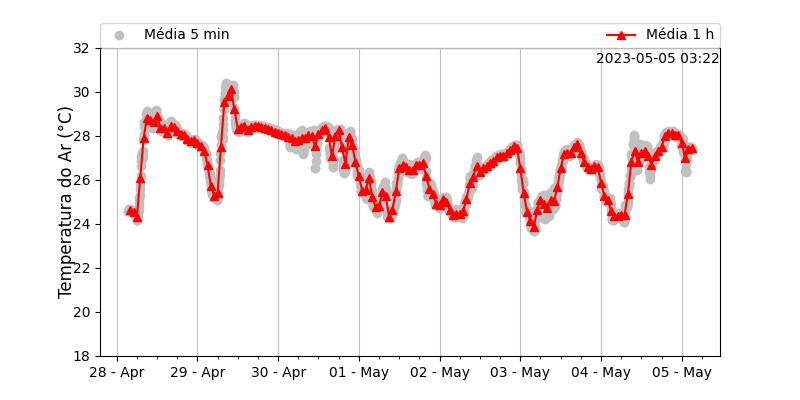 Média 5 min
Média 1 h
2023-05-05 03:22
Temperatura do Ar (°C)
32
30
28
26
24
22
20
18
28 - Apr
29 - Apr
30 - Apr
01 - May
02 - May
03 - May
04 - May
05 - May